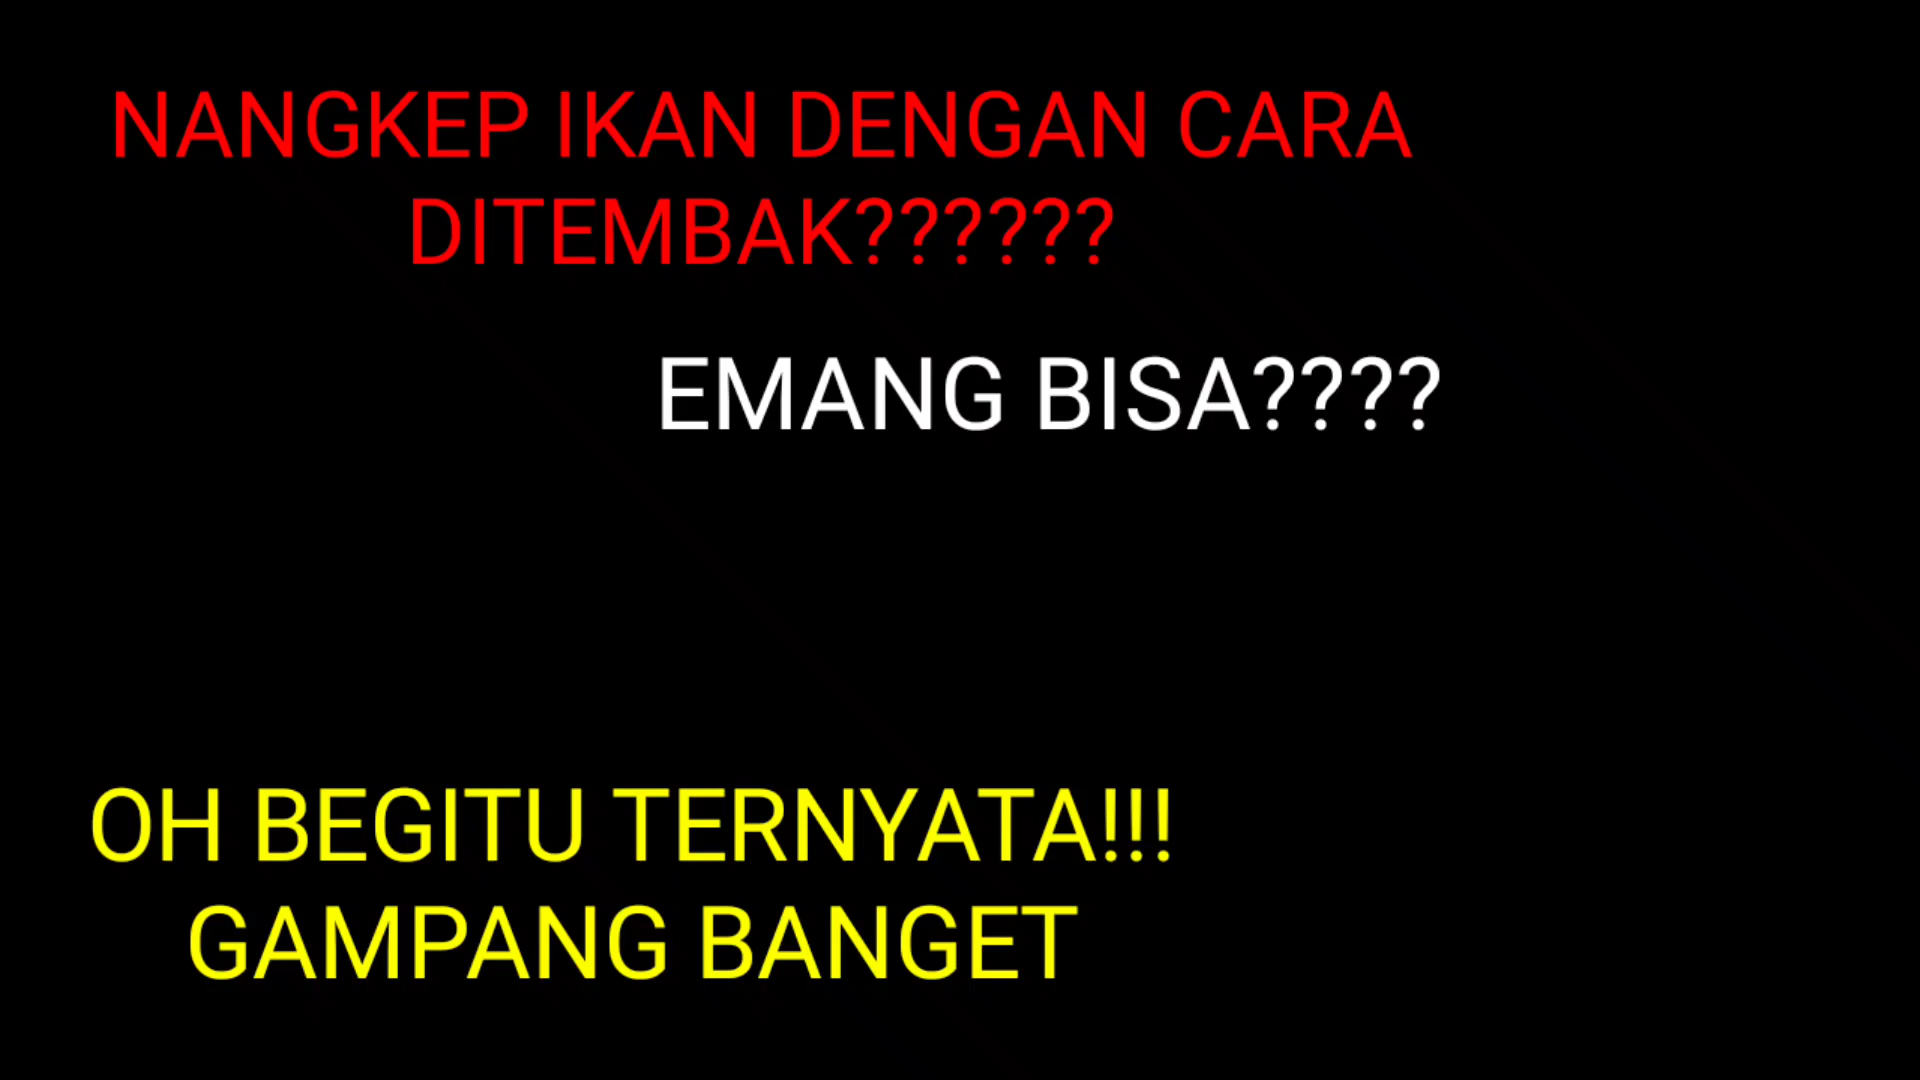 NANGKEP IKAN DENGAN CARA
DITEMBAK??????
EMANG BISA????
OH BEGITU TERNYATA!!!
GAMPANG BANGET